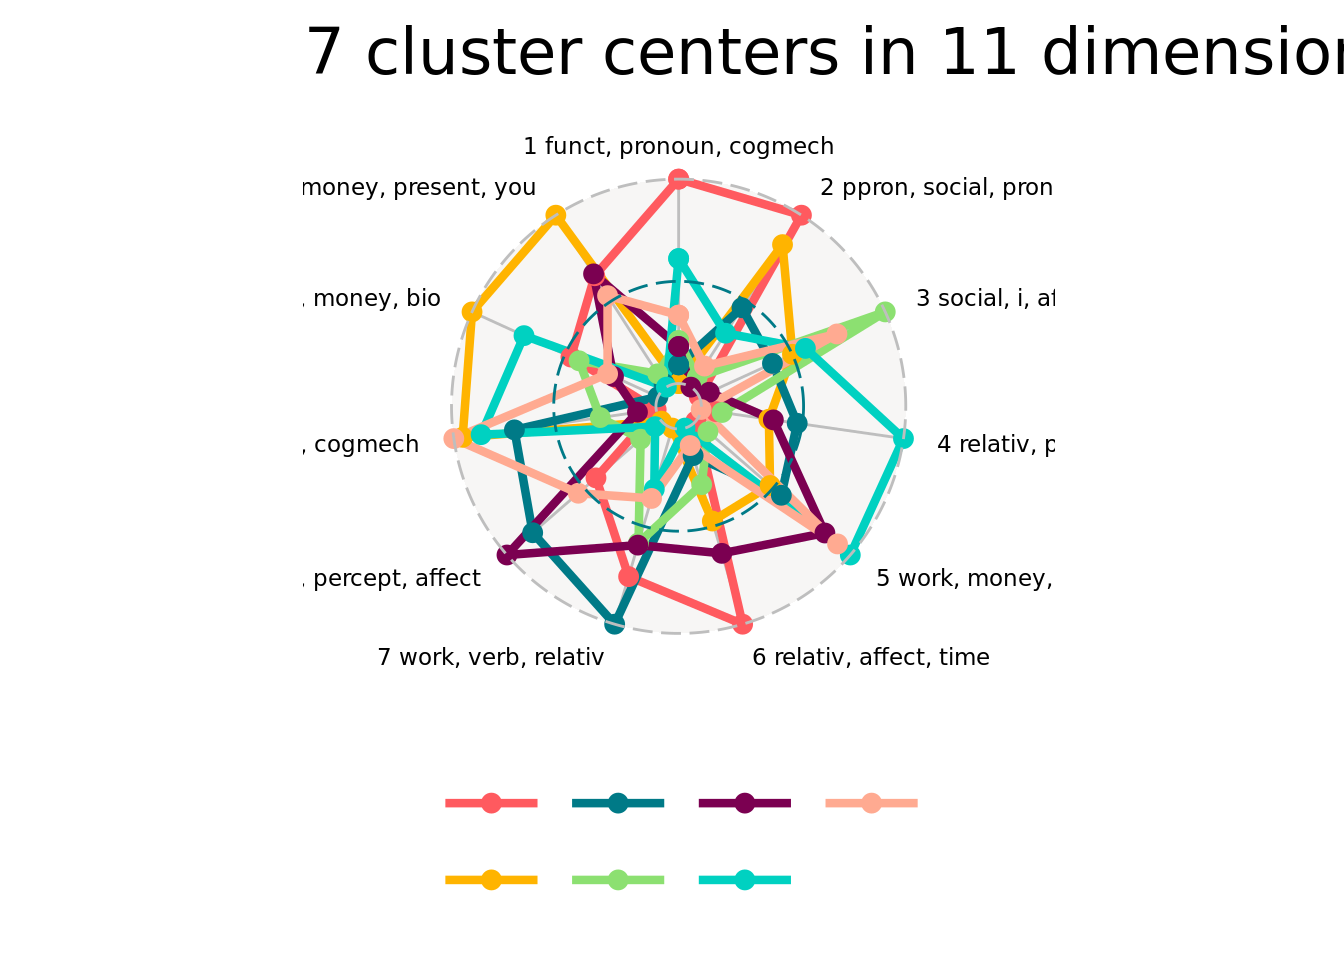 7 cluster centers in 11 dimension
1 funct, pronoun, cogmech
money, present, you
2 ppron, social, pron
, money, bio
3 social, i, af
, cogmech
4 relativ, p
, percept, affect
5 work, money,
7 work, verb, relativ
6 relativ, affect, time